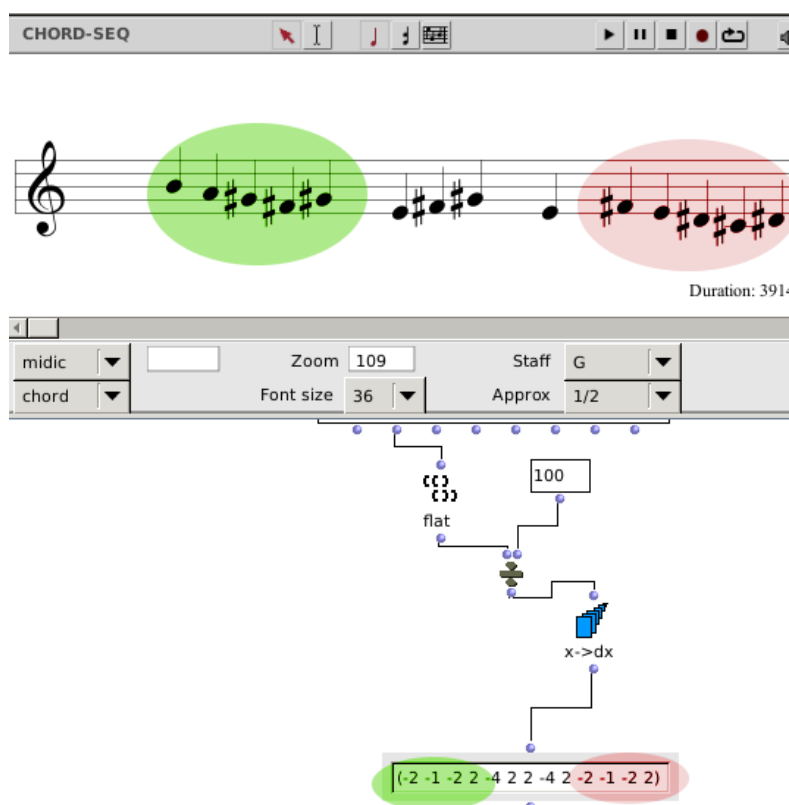 CHORD-SEQ
Duration: 3914
midic Zoom 109 Staff G
chord Font size 36 Approx 1/2
100
flat
x->dx
(-2 -1 -2 2 -4 2 2 -4 2 -2 -1 -2 2)